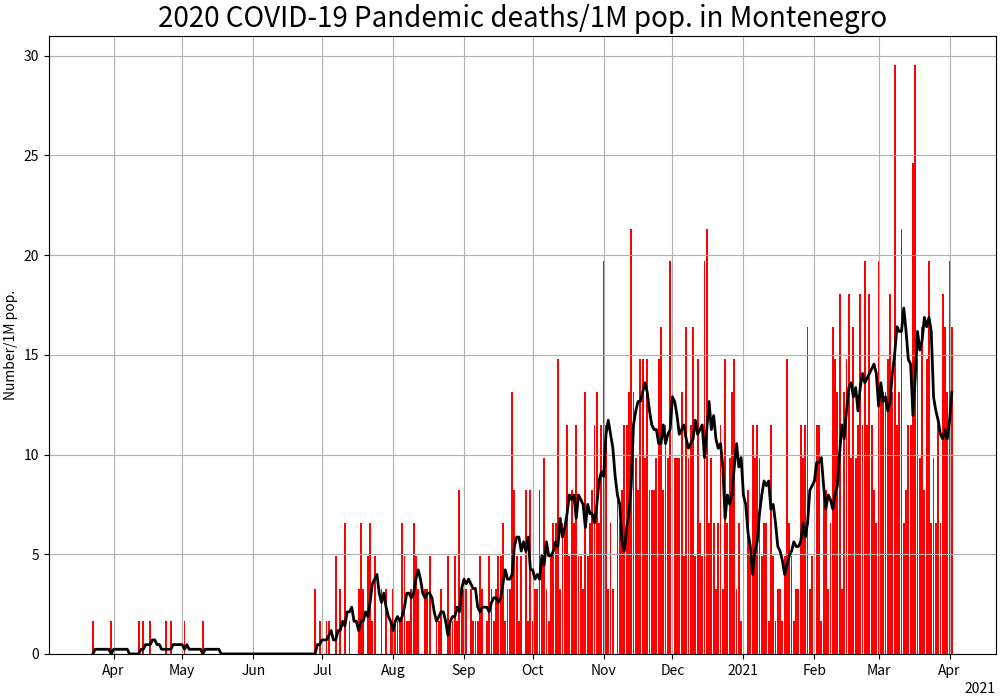 2020 COVID-19 Pandemic deaths/1M pop. in Montenegro
Number/1M pop.
30
25
20
15
10
5
0
Apr May Jun Jul Aug Sep Oct Nov Dec 2021 Feb Mar Apr
2021